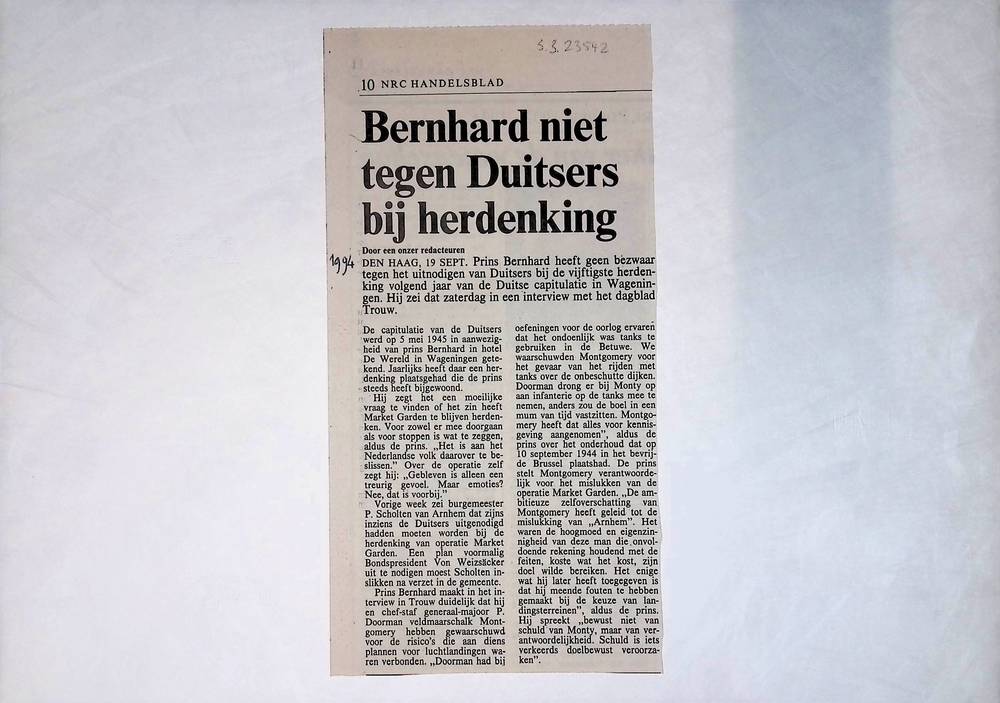 S.B. 23542
10 NRC HANDELSBLAD
Bernhard niet
tegen Duitsers
bij herdenking
Door een onzer redacteuren
1994
DEN HAAG, 19 SEPT. Prins Bernhard heeft geen bezwaar
tegen het uitnodigen van Duitsers bij de vijftigste herden-
king volgend jaar van de Duitse capitulatie in Wagenin-
gen. Hij zei dat zaterdag in een interview met het dagblad
Trouw.
De capitulatie van de Duitsers
werd op 5 mei 1945 in aanwezig-
heid van prins Bernhard in hotel
De Wereld in Wageningen gete-
kend. Jaarlijks heeft daar een her-
denking plaatsgehad die de prins
steeds heeft bijgewoond.
Hij zegt het een moeilijke
vraag te vinden of het zin heeft
Market Garden te blijven herden-
ken. Voor zowel er mee doorgaan
als voor stoppen is wat te zeggen,
aldus de prins. „Het is aan het
Nederlandse volk daarover te be-
slissen." Over de operatie zelf
zegt hij: „Gebleven is alleen een
treurig gevoel. Maar emoties?
Nee, dat is voorbij."
Vorige week zei burgemeester
P. Scholten van Arnhem dat zijns
inziens de Duitsers uitgenodigd
hadden moeten worden bij de
herdenking van operatie Market
Garden. Een plan voormalig
Bondspresident Von Weizsäcker
uit te nodigen moest Scholten in-
slikken na verzet in de gemeente.
Prins Bernhard maakt in het in-
terview in Trouw duidelijk dat hij
en chef-staf generaal-majoor P.
Doorman veldmaarschalk Mont-
gomery hebben gewaarschuwd
voor de risico's die aan diens
plannen voor luchtlandingen wa-
ren verbonden. „Doorman had bij
oefeningen voor de oorlog ervaren
dat het ondoenlijk was tanks te
gebruiken in de Betuwe. We
waarschuwden Montgomery voor
het gevaar van het rijden met
tanks over de onbeschutte dijken.
Doorman drong er bij Monty op
aan infanterie op de tanks mee te
nemen, anders zou de boel in een
mum van tijd vastzitten. Montgo-
mery heeft dat alles voor kennis-
geving aangenomen", aldus de
prins over het onderhoud dat op
10 september 1944 in het bevrij-
de Brussel plaatshad. De prins
stelt Montgomery verantwoorde-
lijk voor het mislukken van de
operatie Market Garden. „De am-
bitieuze zelfoverschatting van
Montgomery heeft geleid tot de
mislukking van „Arnhem". Het
waren de hoogmoed en eigenzin-
nigheid van deze man die onvol-
doende rekening houdend met de
feiten, koste wat het kost, zijn
doel wilde bereiken. Het enige
wat hij later heeft toegegeven is
dat hij meende fouten te hebben
gemaakt bij de keuze van lan-
dingsterreinen", aldus de prins.
Hij spreekt „bewust niet van
schuld van Monty, maar van ver-
antwoordelijkheid. Schuld is iets
verkeerds doelbewust veroorza-
ken".